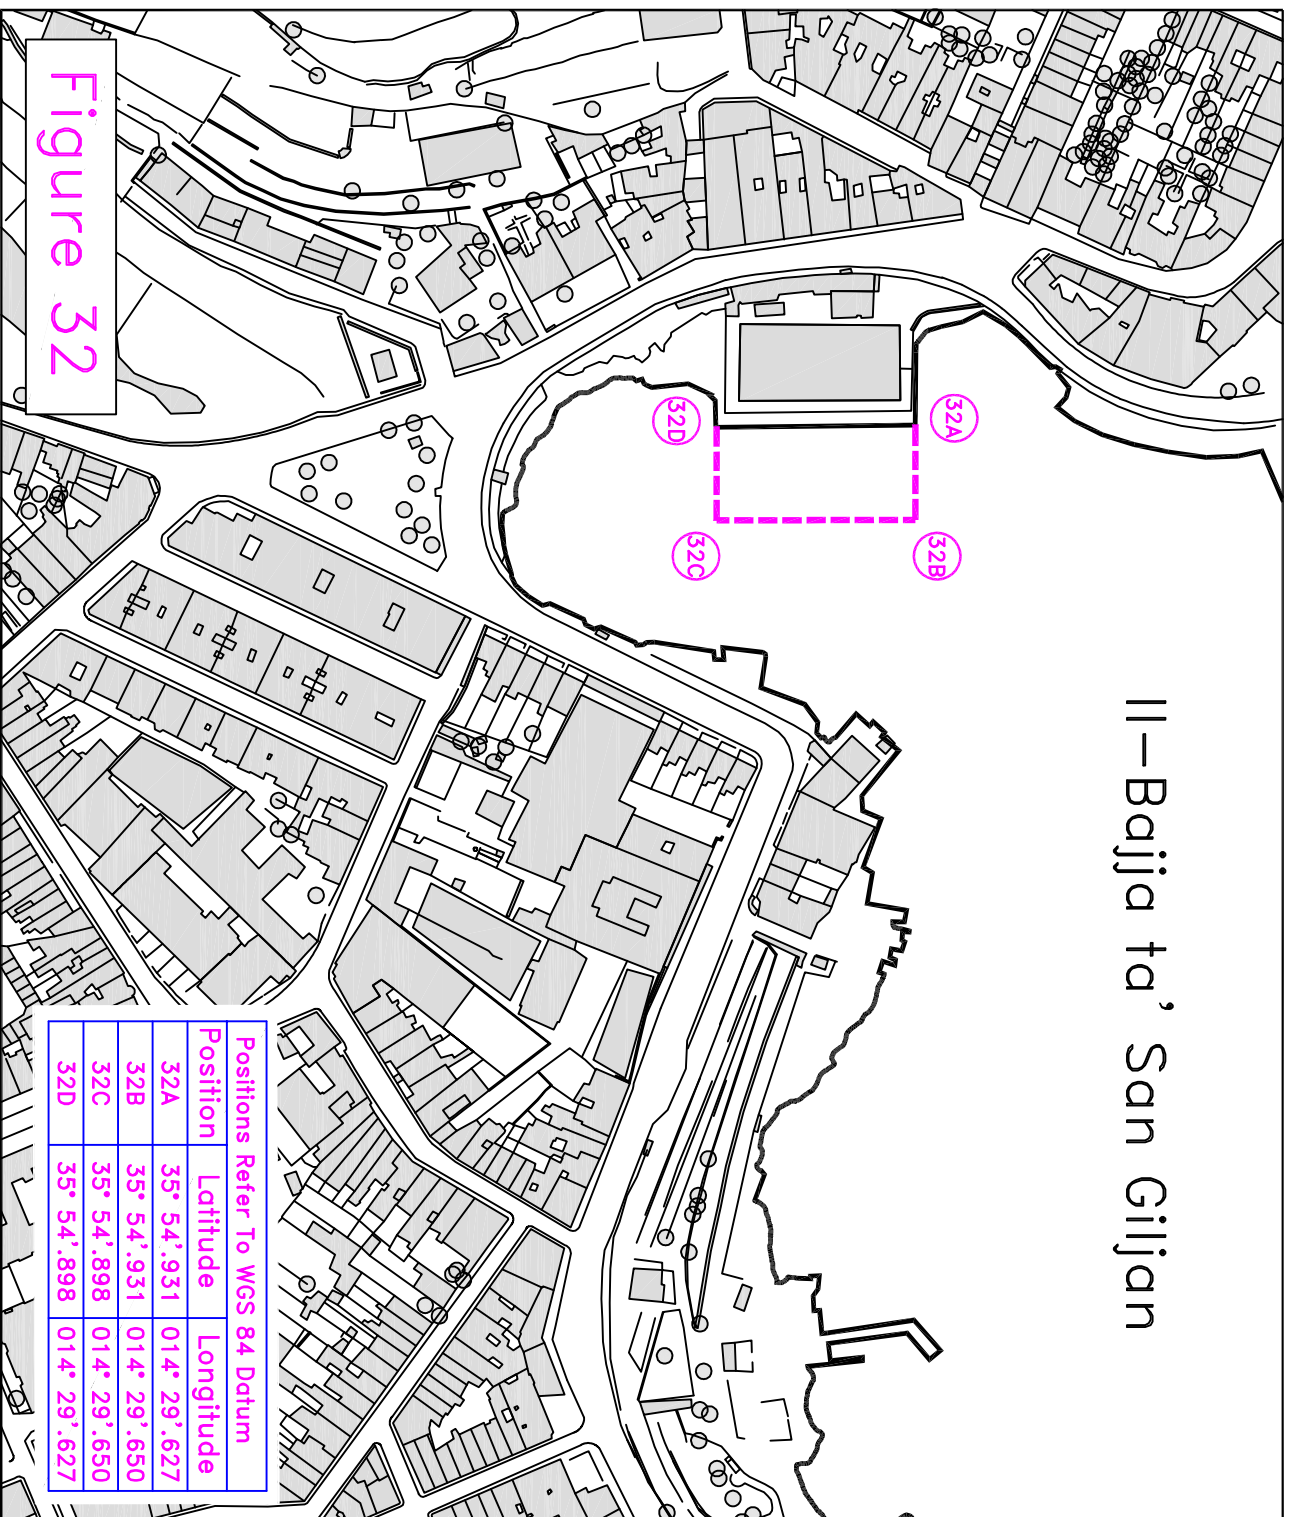 Il-Bajja ta' San Giljan
32A
32B
32D
32C
Figure 32
Positions Refer To WGS 84 Datum
Position Latitude Longitude
32A 35° 54'.931 014° 29'.627
32B 35° 54'.931 014° 29'.650
32C 35° 54'.898 014° 29'.650
32D 35° 54'.898 014° 29'.627